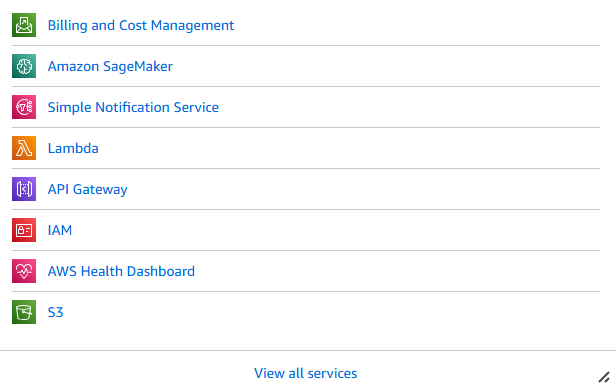 Billing and Cost Management
Amazon SageMaker
Simple Notification Service
Lambda
API Gateway
IAM
AWS Health Dashboard
S3
View all services